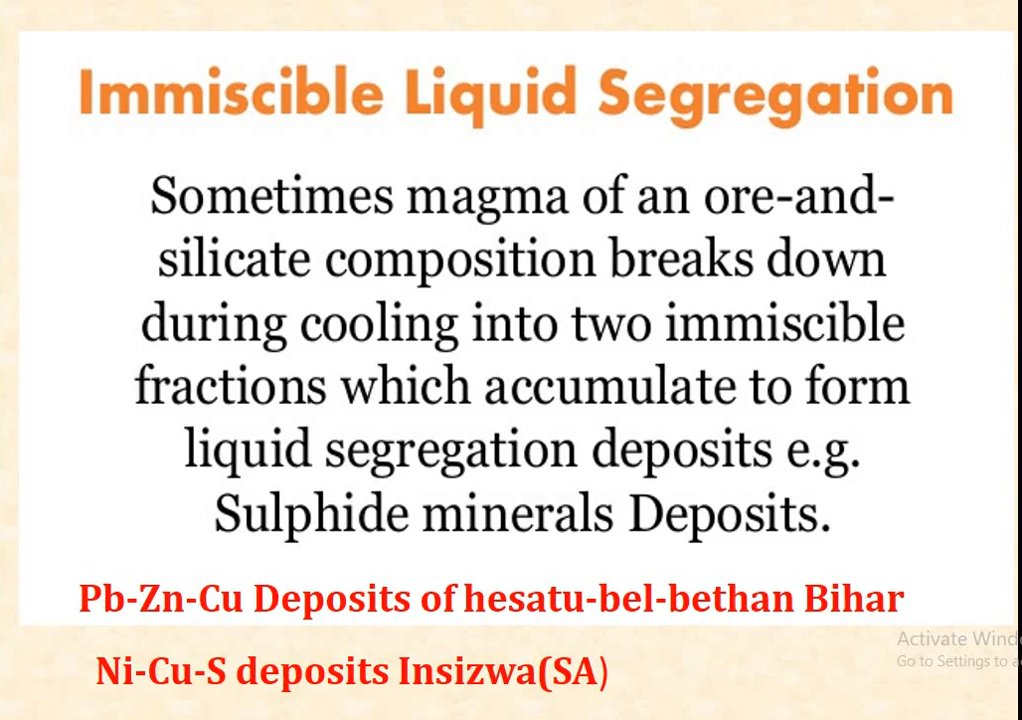 Immiscible Liquid Segregation
Sometimes magma of an ore-and-
silicate composition breaks down
during cooling into two immiscible
fractions which accumulate to form
liquid segregation deposits e.g.
Sulphide minerals Deposits.
Pb-Zn-Cu Deposits of hesatu-bel-bethan Bihar
Activate Wind
Go to Settings to a
Ni-Cu-S deposits Insizwa(SA)